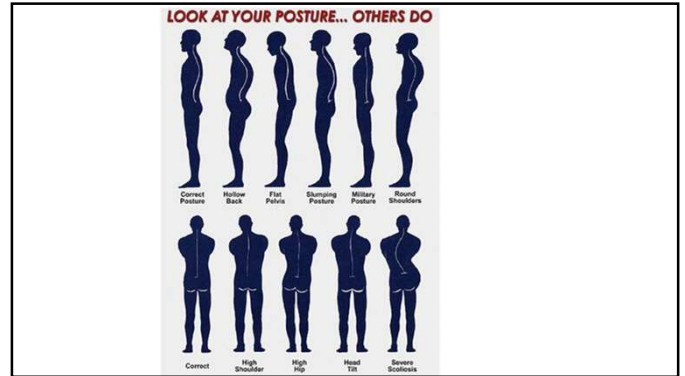 LOOK AT YOUR POSTURE... OTHERS DO
Correct Posture
Hollow Back
Flat Pelvis
Slumping Posture
Military Posture
Round Shoulders
Correct
High Shoulder
High Hip
Head Tilt
Severe Scoliosis